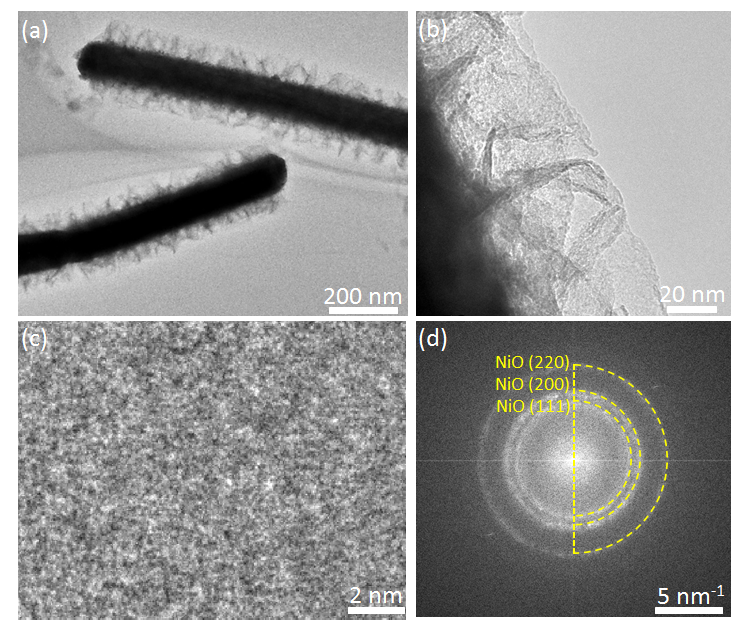 (a)
200 nm
(b)
20 nm
(c)
2 nm
(d)
NiO (220)
NiO (200)
NiO (111)
5 nm⁻¹